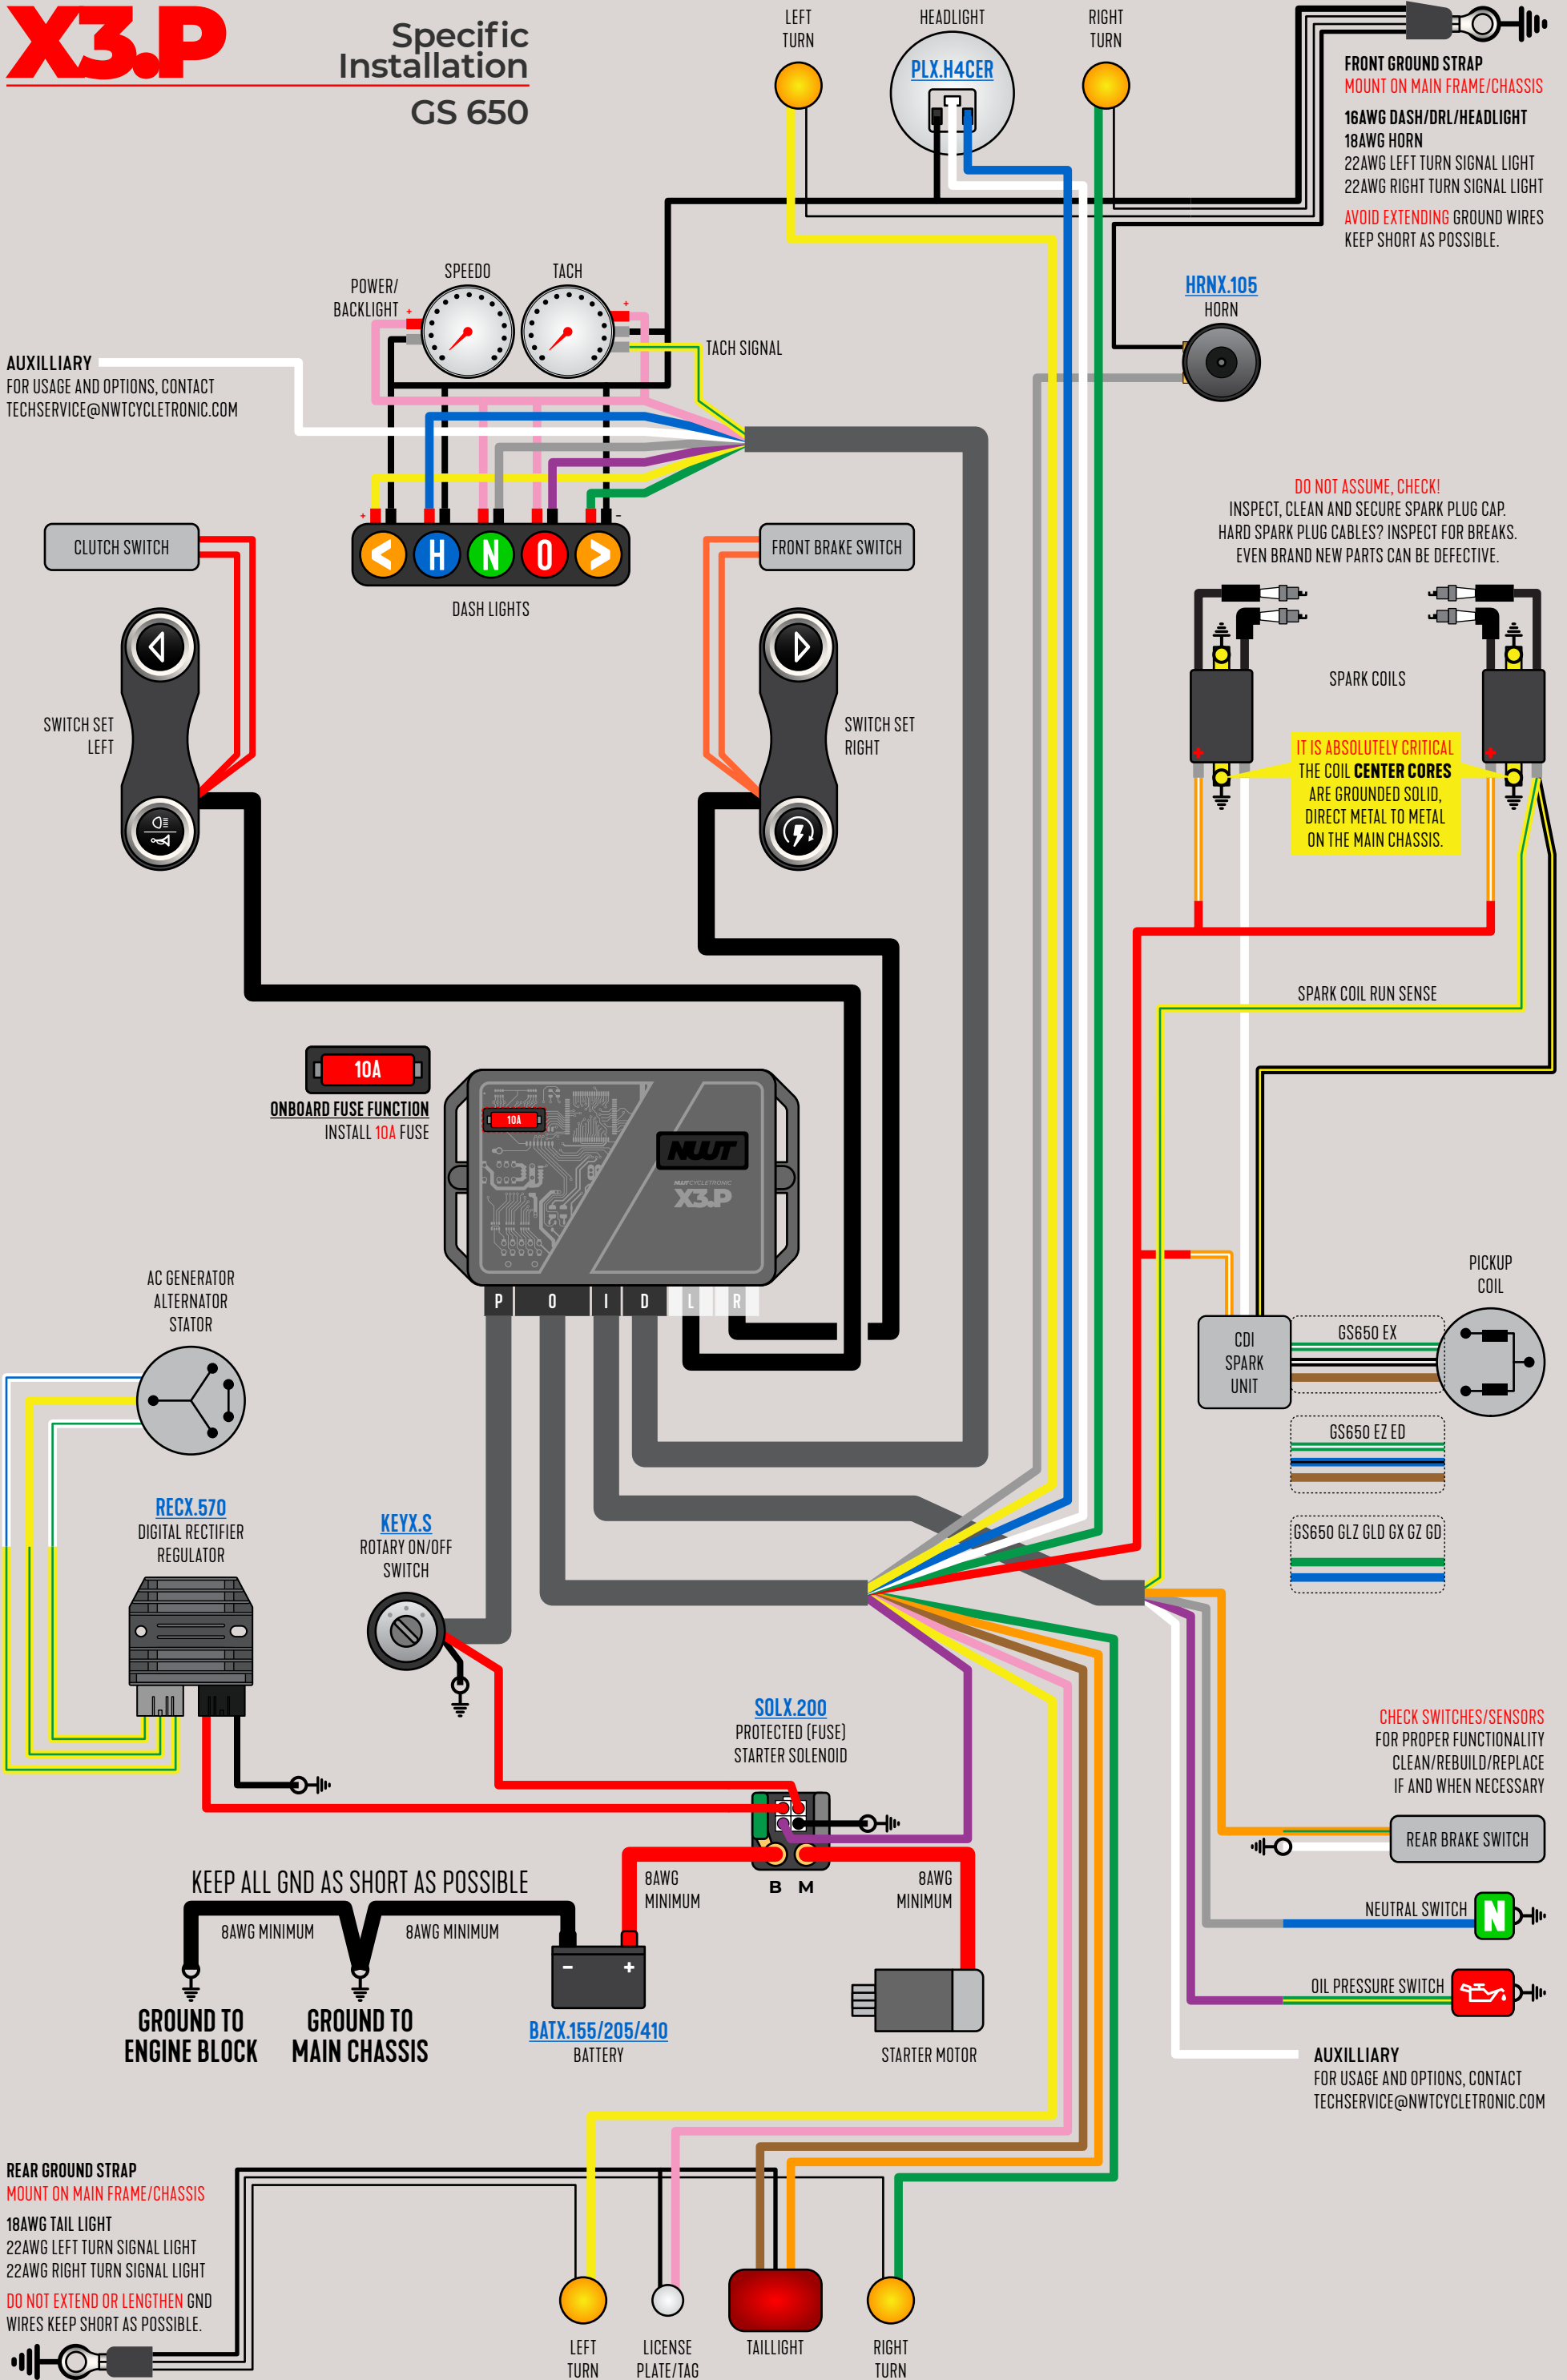 X3.P
Specific
Installation
GS 650
LEFT
TURN
HEADLIGHT
PLX.H4CER
RIGHT
TURN
FRONT GROUND STRAP
MOUNT ON MAIN FRAME/CHASSIS
16AWG DASH/DRL/HEADLIGHT
18AWG HORN
22AWG LEFT TURN SIGNAL LIGHT
22AWG RIGHT TURN SIGNAL LIGHT
AVOID EXTENDING GROUND WIRES
KEEP SHORT AS POSSIBLE.
POWER/
BACKLIGHT
SPEEDO
TACH
+
+
TACH SIGNAL
HRNX.105
HORN
AUXILLIARY
FOR USAGE AND OPTIONS, CONTACT
TECHSERVICE@NWTCYCLETRONIC.COM
+
-
< H N O >
DASH LIGHTS
CLUTCH SWITCH
FRONT BRAKE SWITCH
SWITCH SET
LEFT
SWITCH SET
RIGHT
DO NOT ASSUME, CHECK!
INSPECT, CLEAN AND SECURE SPARK PLUG CAP.
HARD SPARK PLUG CABLES? INSPECT FOR BREAKS.
EVEN BRAND NEW PARTS CAN BE DEFECTIVE.
SPARK COILS
+
+
IT IS ABSOLUTELY CRITICAL
THE COIL CENTER CORES
ARE GROUNDED SOLID,
DIRECT METAL TO METAL
ON THE MAIN CHASSIS.
SPARK COIL RUN SENSE
10A
ONBOARD FUSE FUNCTION
INSTALL 10A FUSE
10A
NWT
NWTCYCLETRONIC
X3.P
P O I D L R
AC GENERATOR
ALTERNATOR
STATOR
RECX.570
DIGITAL RECTIFIER
REGULATOR
KEYX.S
ROTARY ON/OFF
SWITCH
PICKUP
COIL
CDI
SPARK
UNIT
GS650 EX
GS650 EZ ED
GS650 GLZ GLD GX GZ GD
SOLX.200
PROTECTED (FUSE)
STARTER SOLENOID
B M
8AWG
MINIMUM
8AWG
MINIMUM
KEEP ALL GND AS SHORT AS POSSIBLE
8AWG MINIMUM
8AWG MINIMUM
GROUND TO
ENGINE BLOCK
GROUND TO
MAIN CHASSIS
- +
BATX.155/205/410
BATTERY
STARTER MOTOR
CHECK SWITCHES/SENSORS
FOR PROPER FUNCTIONALITY
CLEAN/REBUILD/REPLACE
IF AND WHEN NECESSARY
REAR BRAKE SWITCH
NEUTRAL SWITCH
N
OIL PRESSURE SWITCH
AUXILLIARY
FOR USAGE AND OPTIONS, CONTACT
TECHSERVICE@NWTCYCLETRONIC.COM
REAR GROUND STRAP
MOUNT ON MAIN FRAME/CHASSIS
18AWG TAIL LIGHT
22AWG LEFT TURN SIGNAL LIGHT
22AWG RIGHT TURN SIGNAL LIGHT
DO NOT EXTEND OR LENGTHEN GND
WIRES KEEP SHORT AS POSSIBLE.
LEFT
TURN
LICENSE
PLATE/TAG
TAILLIGHT
RIGHT
TURN